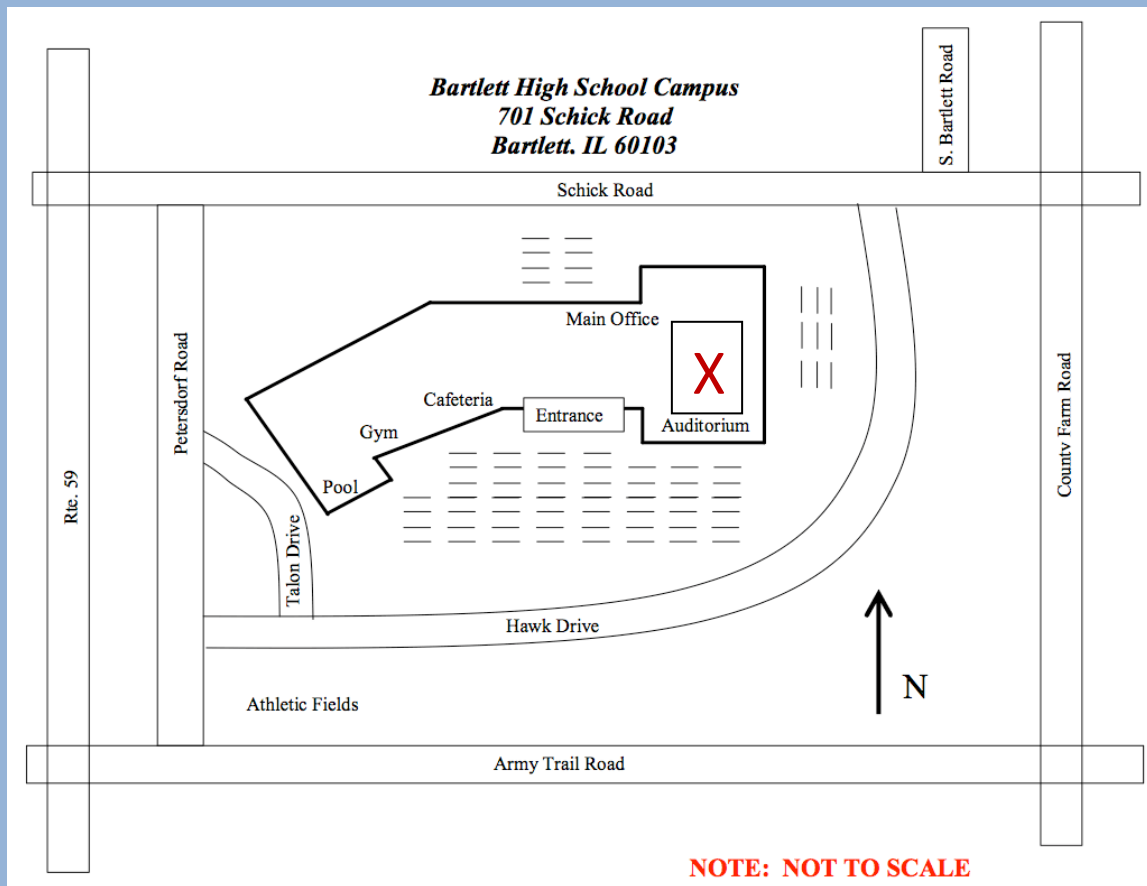 Bartlett High School Campus
701 Schick Road
Bartlett. IL 60103
S. Bartlett Road
Schick Road
Main Office
X
Petersdorf Road
County Farm Road
Cafeteria
Entrance
Auditorium
Gym
Rte. 59
Pool
Talon Drive
Hawk Drive
N
Athletic Fields
Army Trail Road
NOTE: NOT TO SCALE